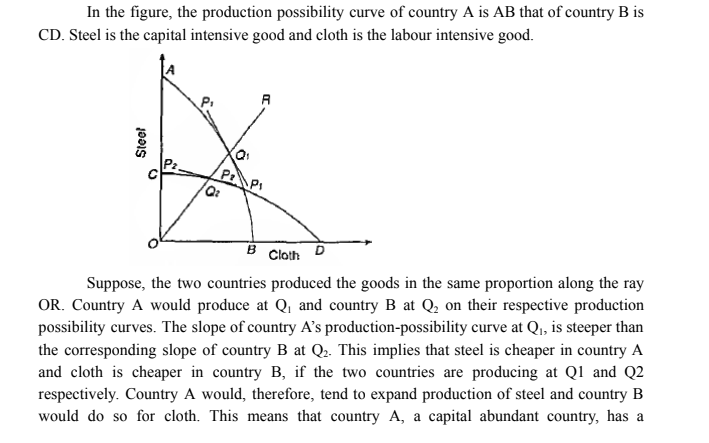 In the figure, the production possibility curve of country A is AB that of country B is
CD. Steel is the capital intensive good and cloth is the labour intensive good.
A
P₁
R
Steel
Q₁
P₂
C
P₂
P₁
Q₂
O
B
Cloth
D
Suppose, the two countries produced the goods in the same proportion along the ray
OR. Country A would produce at Q₁ and country B at Q₂ on their respective production
possibility curves. The slope of country A’s production-possibility curve at Q₁, is steeper than
the corresponding slope of country B at Q₂. This implies that steel is cheaper in country A
and cloth is cheaper in country B, if the two countries are producing at Q1 and Q2
respectively. Country A would, therefore, tend to expand production of steel and country B
would do so for cloth. This means that country A, a capital abundant country, has a